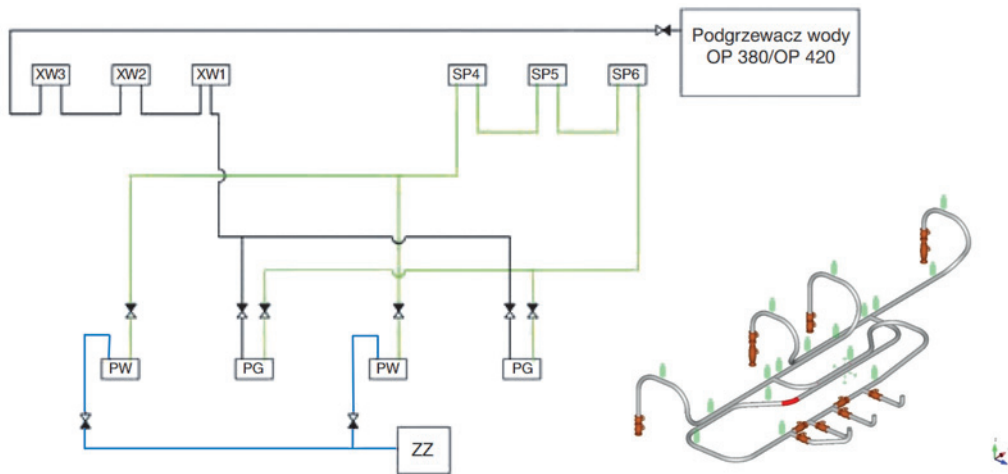 Podgrzewacz wody
OP 380/OP 420
XW3
XW2
XW1
SP4
SP5
SP6
PW
PG
PW
PG
ZZ